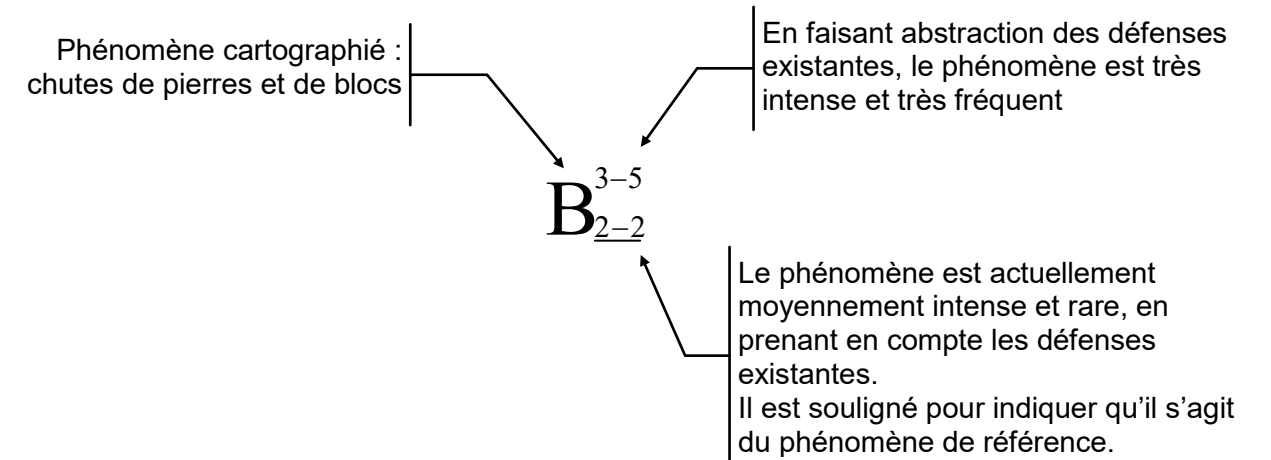 Phénomène cartographié :
chutes de pierres et de blocs
En faisant abstraction des défenses
existantes, le phénomène est très
intense et très fréquent
B
3–5
2–2
Le phénomène est actuellement
moyennement intense et rare, en
prenant en compte les défenses
existantes.
Il est souligné pour indiquer qu’il s’agit
du phénomène de référence.